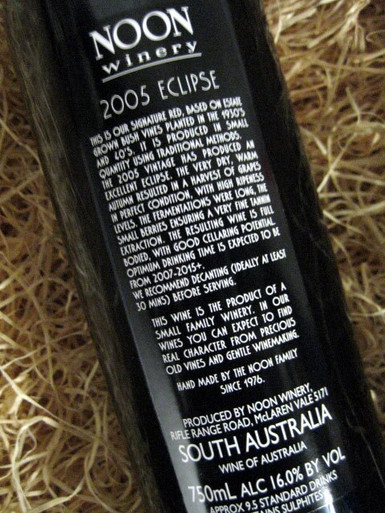 NOON
winery
2005 ECLIPSE
THIS IS OUR SIGNATURE RED, BASED ON ESTATE
GROWN BUSH VINES PLANTED IN THE 1930'S
AND 40'S. IT IS PRODUCED IN SMALL
QUANTITY USING TRADITIONAL METHODS.
THE 2005 VINTAGE HAS PRODUCED AN
EXCELLENT ECLIPSE. THE VERY DRY, WARM
AUTUMN RESULTED IN A HARVEST OF GRAPES
IN PERFECT CONDITION, WITH HIGH RIPENESS
LEVELS. THE FERMENTATIONS WERE LONG, THE
SMALL BERRIES ENSURING A VERY FINE TANNIN
EXTRACTION. THE RESULTING WINE IS FULL
BODIED, WITH GOOD CELLARING POTENTIAL.
OPTIMUM DRINKING TIME IS EXPECTED TO BE
FROM 2007-2015+.
WE RECOMMEND DECANTING (IDEALLY AT LEAST
30 MINS) BEFORE SERVING.
THIS WINE IS THE PRODUCT OF A
SMALL FAMILY WINERY. IN OUR
WINES YOU CAN EXPECT TO FIND
REAL CHARACTER FROM PRECIOUS
OLD VINES AND GENTLE WINEMAKING.
HAND MADE BY THE NOON FAMILY
SINCE 1976.
PRODUCED BY NOON WINERY,
RIFLE RANGE ROAD, McLAREN VALE 5171
SOUTH AUSTRALIA
WINE OF AUSTRALIA
750mL ALC 16.0% BY VOL
APPROX 9.5 STANDARD DRINKS
SULPHITES